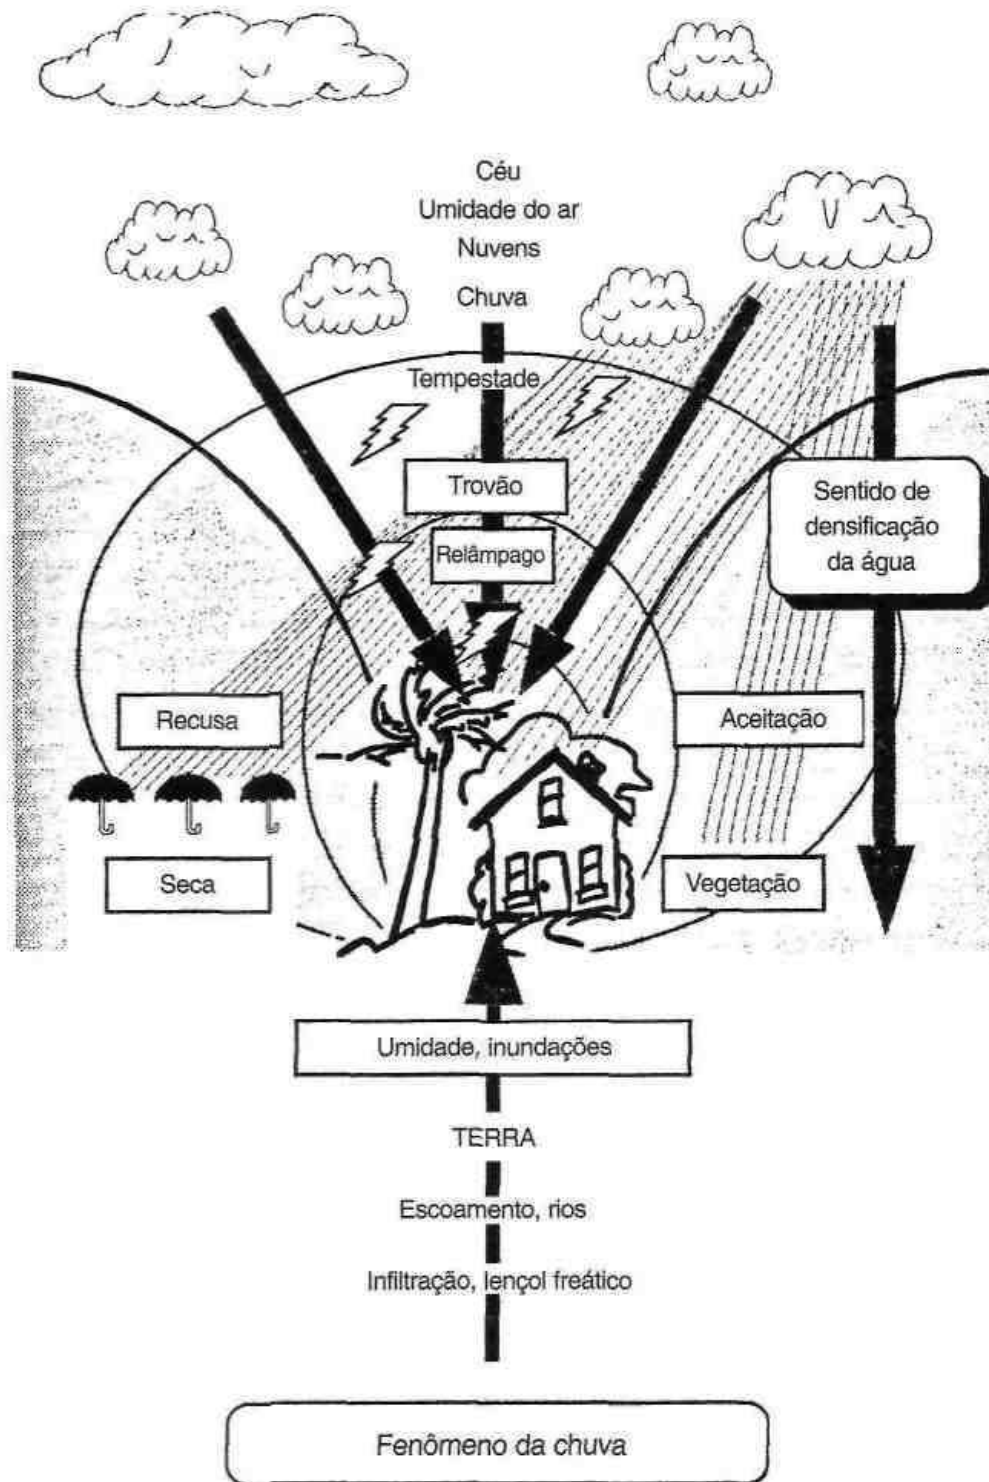 Céu
Umidade do ar
Nuvens
Chuva
Tempestade
Trovão
Sentido de
densificação
da água
Relâmpago
Recusa
Aceitação
Seca
Vegetação
Umidade, inundações
TERRA
Escoamento, rios
Infiltração, lençol freático
Fenômeno da chuva